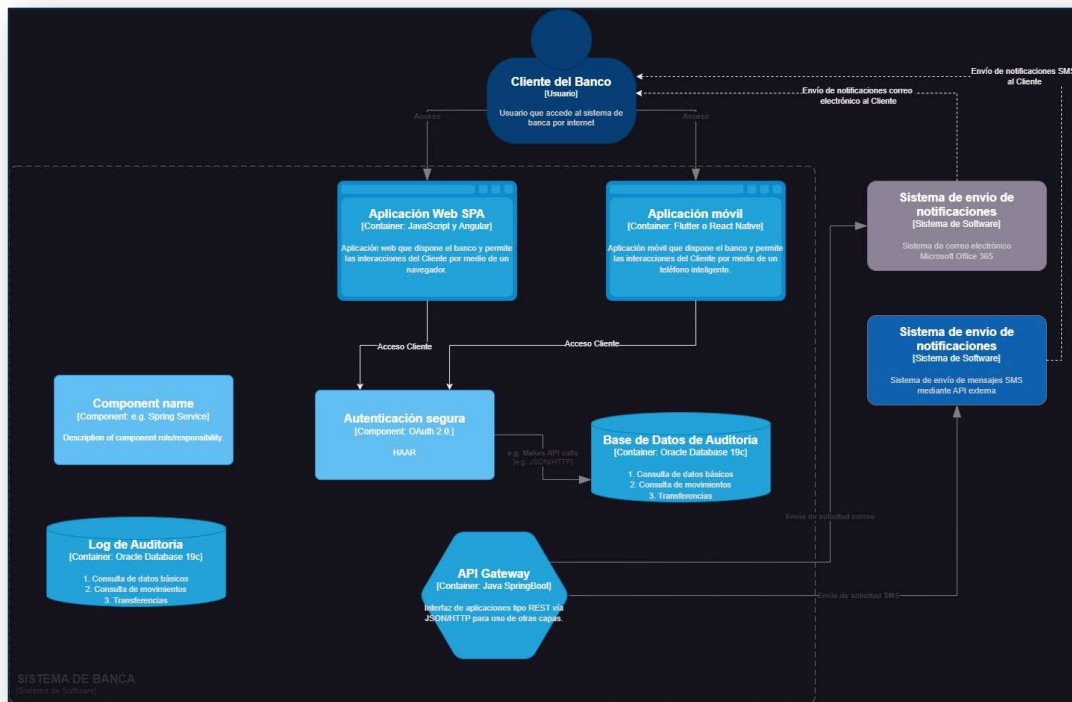 Cliente del Banco
[Usuario]
Usuario que accede al sistema de
banca por internet
Envío de notificaciones SMS
al Cliente
Envío de notificaciones correo
electrónico al Cliente
Acceso
Acceso
Aplicación Web SPA
[Container: JavaScript y Angular]
Aplicación web que dispone el banco y permite
las interacciones del Cliente por medio de un
navegador.
Aplicación móvil
[Container: Flutter o React Native]
Aplicación móvil que dispone el banco y permite
las interacciones del Cliente por medio de un
teléfono inteligente.
Sistema de envio de
notificaciones
[Sistema de Software]
Sistema de correo electrónico
Microsoft Office 365
Sistema de envio de
notificaciones
[Sistema de Software]
Sistema de envío de mensajes SMS
mediante API externa
Acceso Cliente
Acceso Cliente
Component name
[Component: e.g. Spring Service]
Description of component role/responsibility.
Autenticación segura
[Component: OAuth 2.0.]
HAAR
e.g. Makes API calls
[e.g. JSON/HTTP]
Base de Datos de Auditoria
[Container: Oracle Database 19c]
1. Consulta de datos básicos
2. Consulta de movimientos
3. Transferencias
Log de Auditoria
[Container: Oracle Database 19c]
1. Consulla de datos básicos
2. Consulta de movimientos
3. Transferencias
Envío de solicitud correo
API Gateway
[Container: Java SpringBoot]
Interfaz de aplicaciones tipo REST vía
JSON/HTTP para uso de otras capas.
Envío de solicitud SMS
SISTEMA DE BANCA
[Sistema de Software]